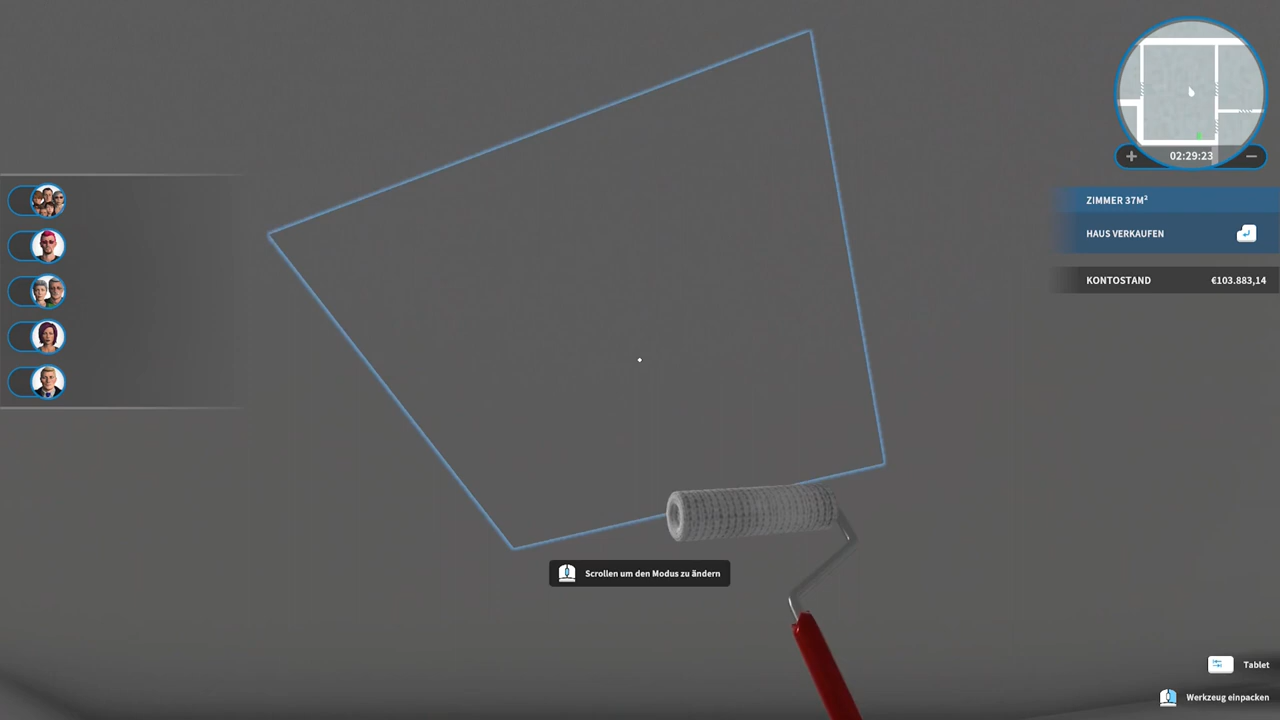 02:29:23
ZIMMER 37M²
HAUS VERKAUFEN
KONTOSTAND €103.883,14
Scrollen um den Modus zu ändern
Tablet
Werkzeug einpacken